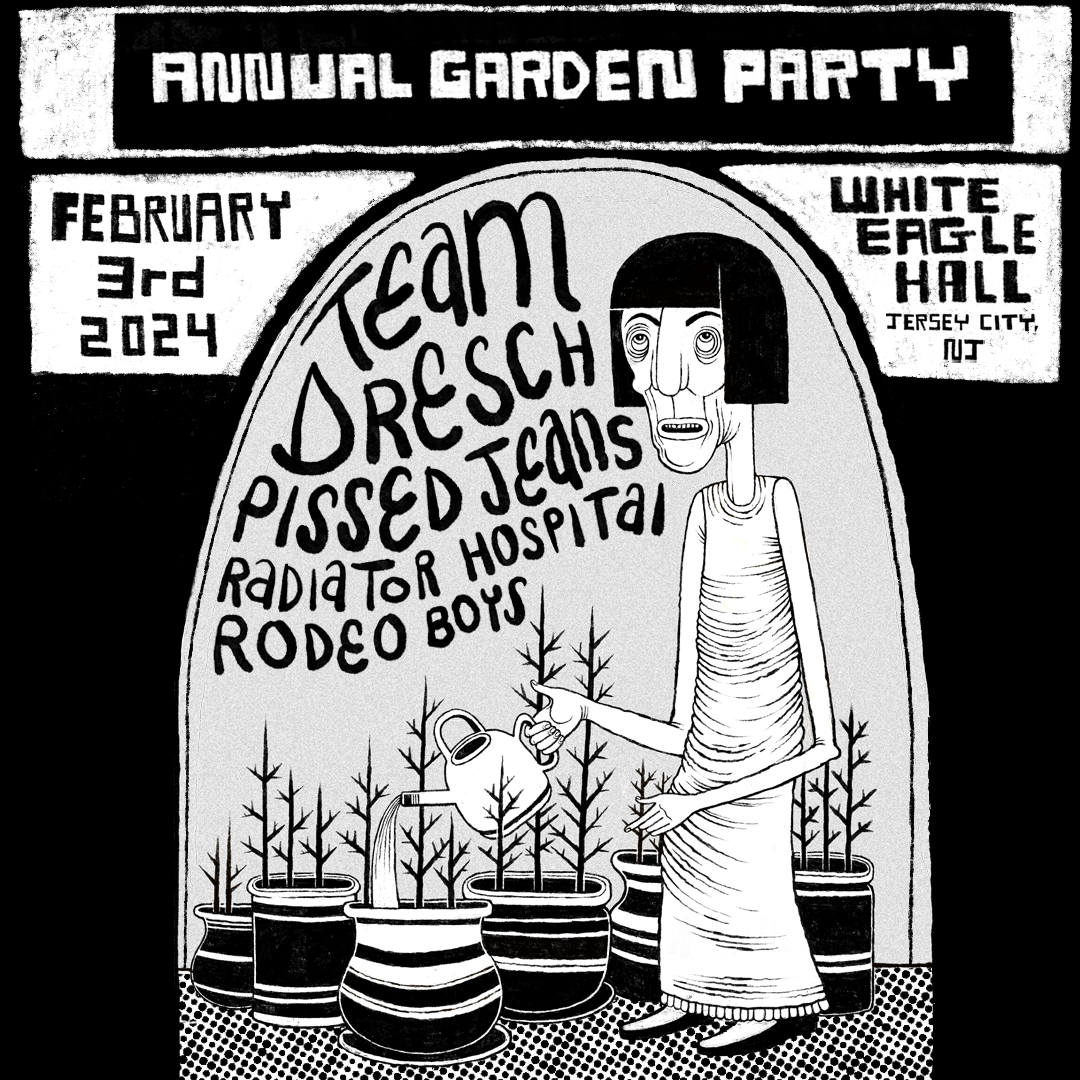 ANNUAL GARDEN PARTY
FEBRUARY
3rd
2024
WHITE
EAGLE
HALL
JERSEY CITY,
NJ
TEAM
DRESCH
PISSED JEANS
RADIATOR HOSPITAL
RODEO BOYS